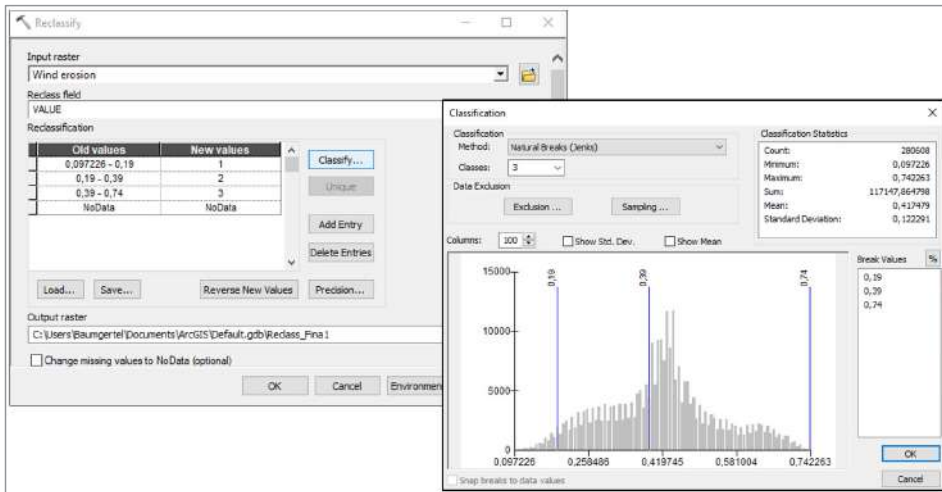 Reclassify
Input raster
Wind erosion
Reclass field
VALUE
Reclassification
Old values New values
0,097226 - 0,19 1
0,19 - 0,39 2
0,39 - 0,74 3
NoData NoData
Classify...
Unique
Add Entry
Delete Entries
Load... Save... Reverse New Values Precision...
Output raster
C:\Users\Baumgertel\Documents\ArcGIS\Default.gdb\Reclass_Fina1
Change missing values to NoData (optional)
OK Cancel Environmen
Classification
Classification
Method: Natural Breaks (Jenks)
Classes: 3
Data Exclusion
Exclusion ... Sampling ...
Classification Statistics
Count: 280608
Minimum: 0,097226
Maximum: 0,742263
Sum: 117147,864798
Mean: 0,417479
Standard Deviation: 0,122291
Columns: 100 Show Std. Dev. Show Mean
Break Values %
0,19
0,39
0,74
0,19 0,39 0,74
15000
10000
5000
0
0,097226 0,258485 0,419745 0,581004 0,742263
Snap breaks to data values
OK
Cancel